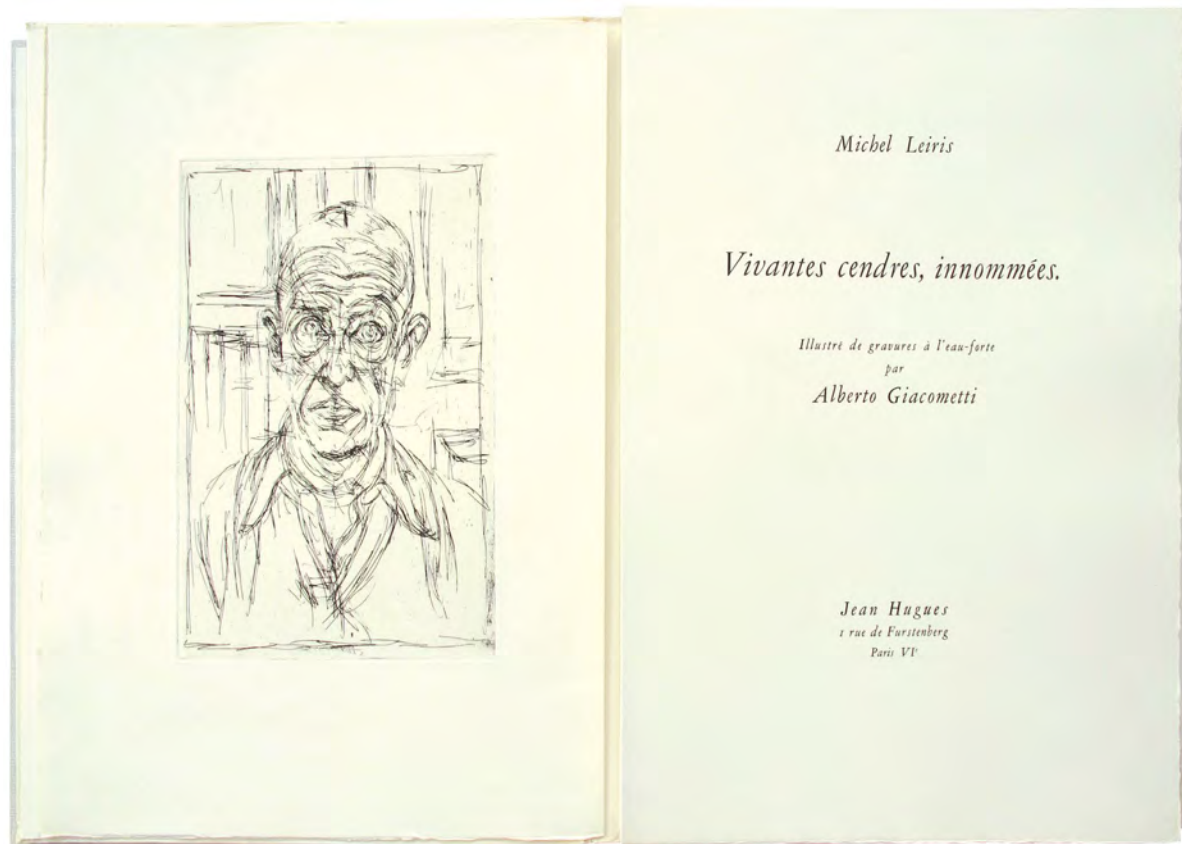 Michel Leiris
Vivantes cendres, innommées.
Illustré de gravures à l'eau-forte
par
Alberto Giacometti
Jean Hugues
1 rue de Furstenberg
Paris VIᵉ